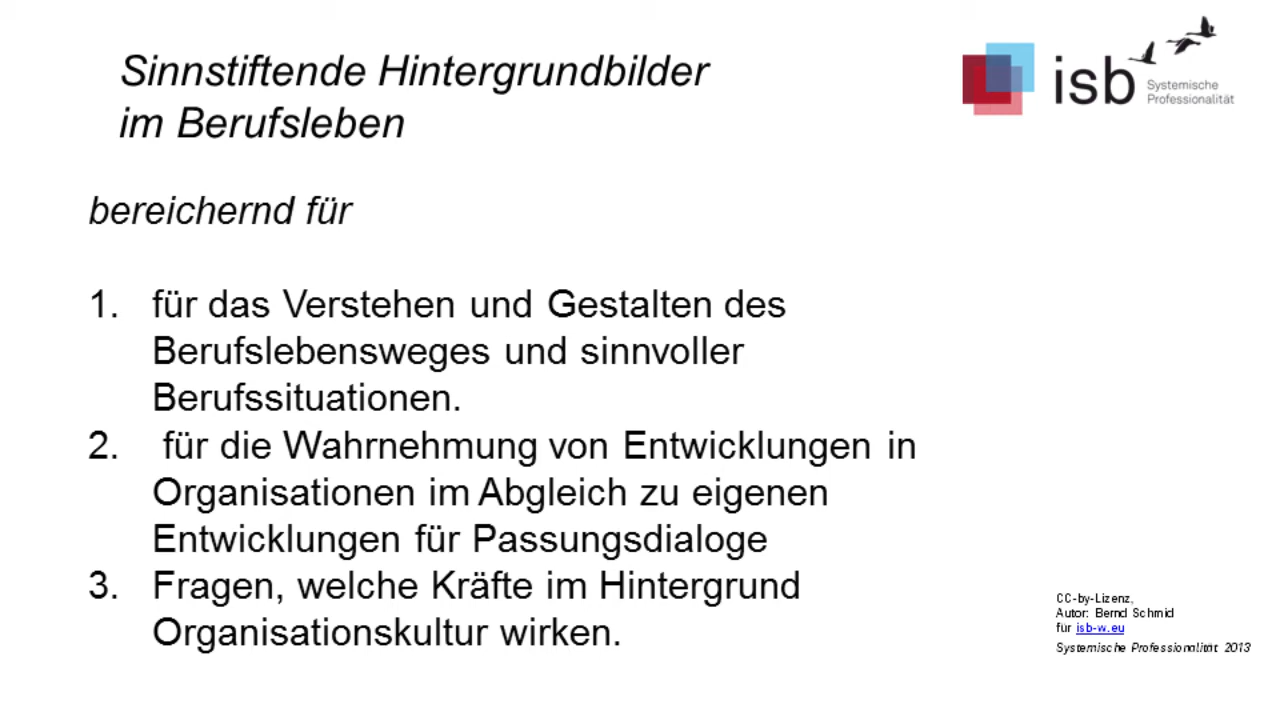 Sinnstiftende Hintergrundbilder
im Berufsleben
isb
Systemische
Professionalität
bereichernd für
1. für das Verstehen und Gestalten des
Berufslebensweges und sinnvoller
Berufssituationen.
2. für die Wahrnehmung von Entwicklungen in
Organisationen im Abgleich zu eigenen
Entwicklungen für Passungsdialoge
3. Fragen, welche Kräfte im Hintergrund
Organisationskultur wirken.
CC-by-Lizenz,
Autor: Bernd Schmid
für isb-w.eu
Systemische Professionalität 2013